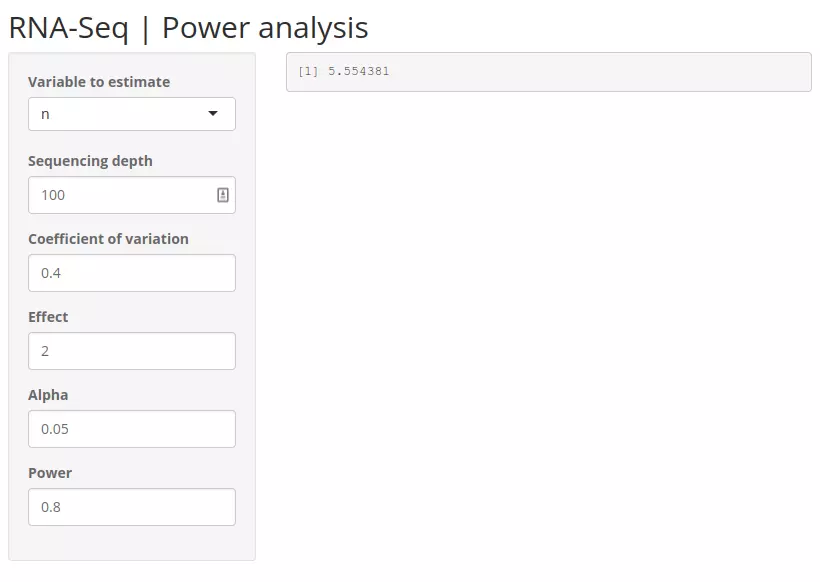 RNA-Seq | Power analysis
Variable to estimate
n
Sequencing depth
100
Coefficient of variation
0.4
Effect
2
Alpha
0.05
Power
0.8
[1] 5.554381